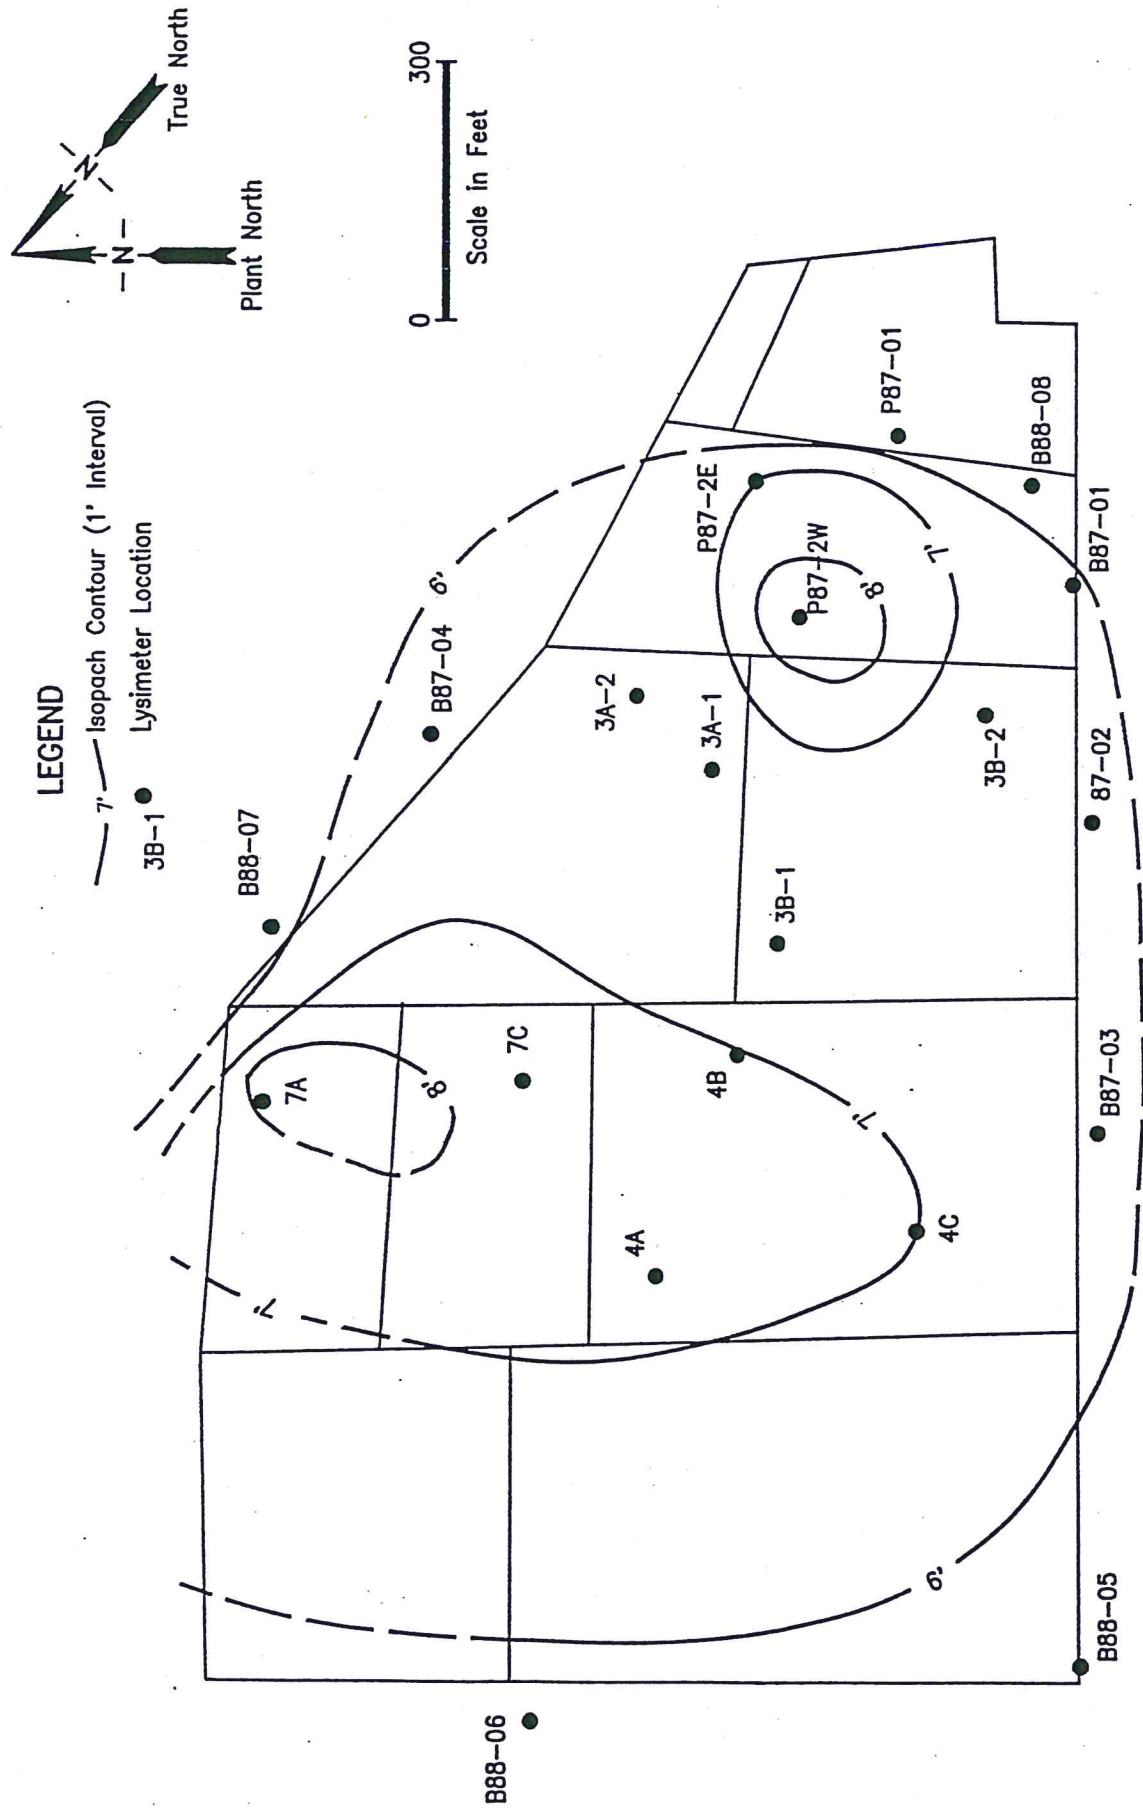 True North
Plant North
N
N
0
300
Scale in Feet
LEGEND
7' Isopach Contour (1' Interval)
3B-1 Lysimeter Location
B88-07
B87-04
6'
P87-2E
P87-2W
8'
7'
P87-01
B88-08
B87-01
3A-2
3A-1
3B-2
87-02
3B-1
7A
8'
7C
4B
7'
B87-03
4A
4C
7'
6'
B88-05
B88-06